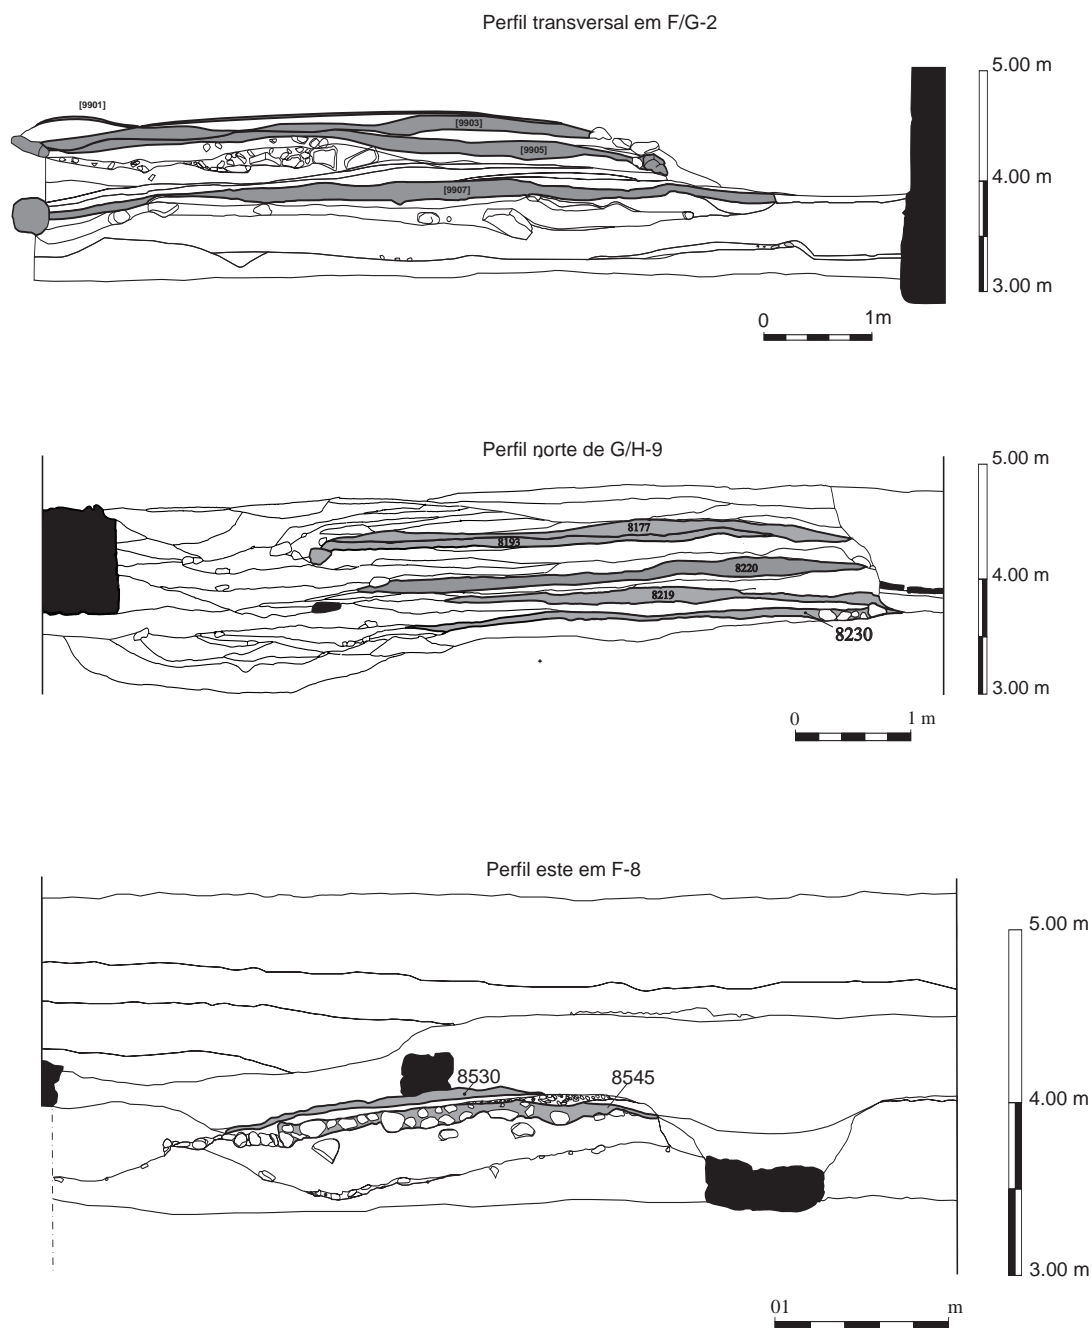 Perfil transversal em F/G-2
5.00 m
[9901]
[9903]
[9905]
4.00 m
[9907]
3.00 m
0 1m
Perfil norte de G/H-9
5.00 m
8177
8193
8220
4.00 m
8219
8230
3.00 m
0 1 m
Perfil este em F-8
5.00 m
8530 8545
4.00 m
3.00 m
01 m